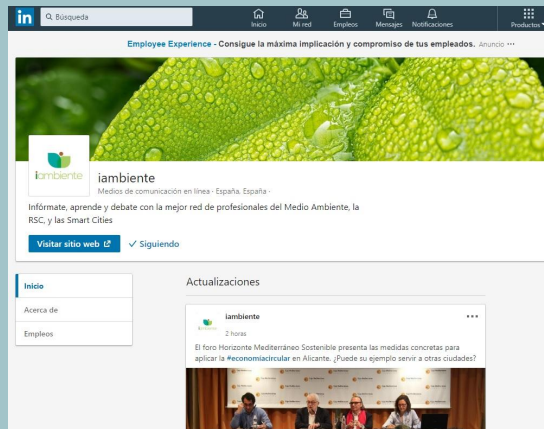 in
Búsqueda
Inicio
Mi red
Empleos
Mensajes
Notificaciones
Productos
Employee Experience - Consigue la máxima implicación y compromiso de tus empleados. Anuncio ···
iambiente
iambiente
Medios de comunicación en línea · España, España ·
Infórmate, aprende y debate con la mejor red de profesionales del Medio Ambiente, la
RSC, y las Smart Cities
Visitar sitio web
✓ Siguiendo
Inicio
Acerca de
Empleos
Actualizaciones
iambiente
2 horas
El foro Horizonte Mediterráneo Sostenible presenta las medidas concretas para
aplicar la #economíacircular en Alicante. ¿Puede su ejemplo servir a otras ciudades?